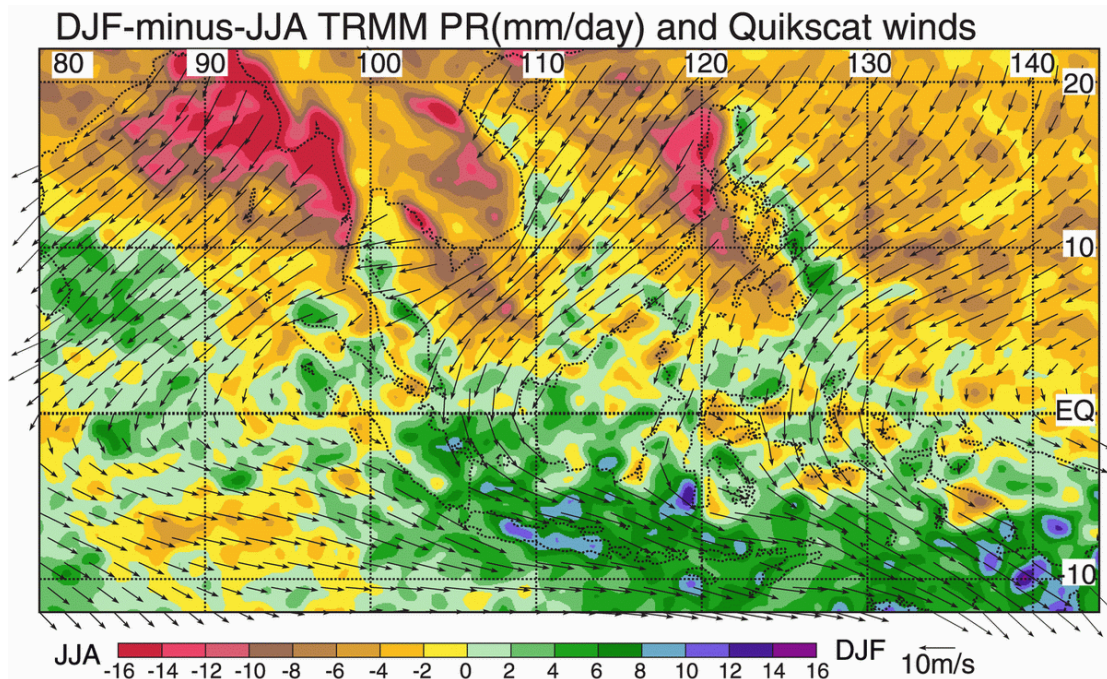 DJF-minus-JJA TRMM PR(mm/day) and Quikscat winds
80 90 100 110 120 130 140
20
10
EQ
-10
JJA DJF
-16 -14 -12 -10 -8 -6 -4 -2 0 2 4 6 8 10 12 14 16
10m/s